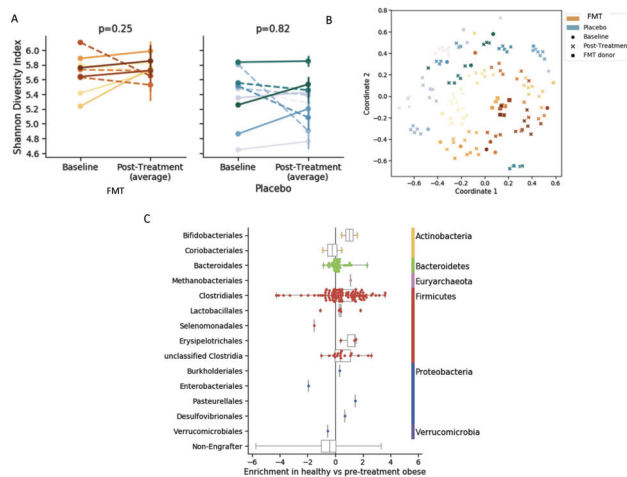 A
p=0.25
p=0.82
Shannon Diversity Index
6.0
5.8
5.6
5.4
5.2
5.0
4.8
4.6
Baseline
Post-Treatment
(average)
FMT
Baseline
Post-Treatment
(average)
Placebo
B
Coordinate 2
0.8
0.6
0.4
0.2
0.0
−0.2
−0.4
−0.6
−0.8
−0.6
−0.4
−0.2
0.0
0.2
0.4
0.6
Coordinate 1
FMT
Placebo
Baseline
Post-Treatment
FMT donor
C
Bifidobacteriales
Coriobacteriales
Bacteroidales
Methanobacteriales
Clostridiales
Lactobacillales
Selenomonadales
Erysipelotrichales
unclassified Clostridia
Burkholderiales
Enterobacteriales
Pasteurellales
Desulfovibrionales
Verrucomicrobiales
Non-Engrafter
Actinobacteria
Bacteroidetes
Euryarchaeota
Firmicutes
Proteobacteria
Verrucomicrobia
−6
−4
−2
0
2
4
6
Enrichment in healthy vs pre-treatment obese